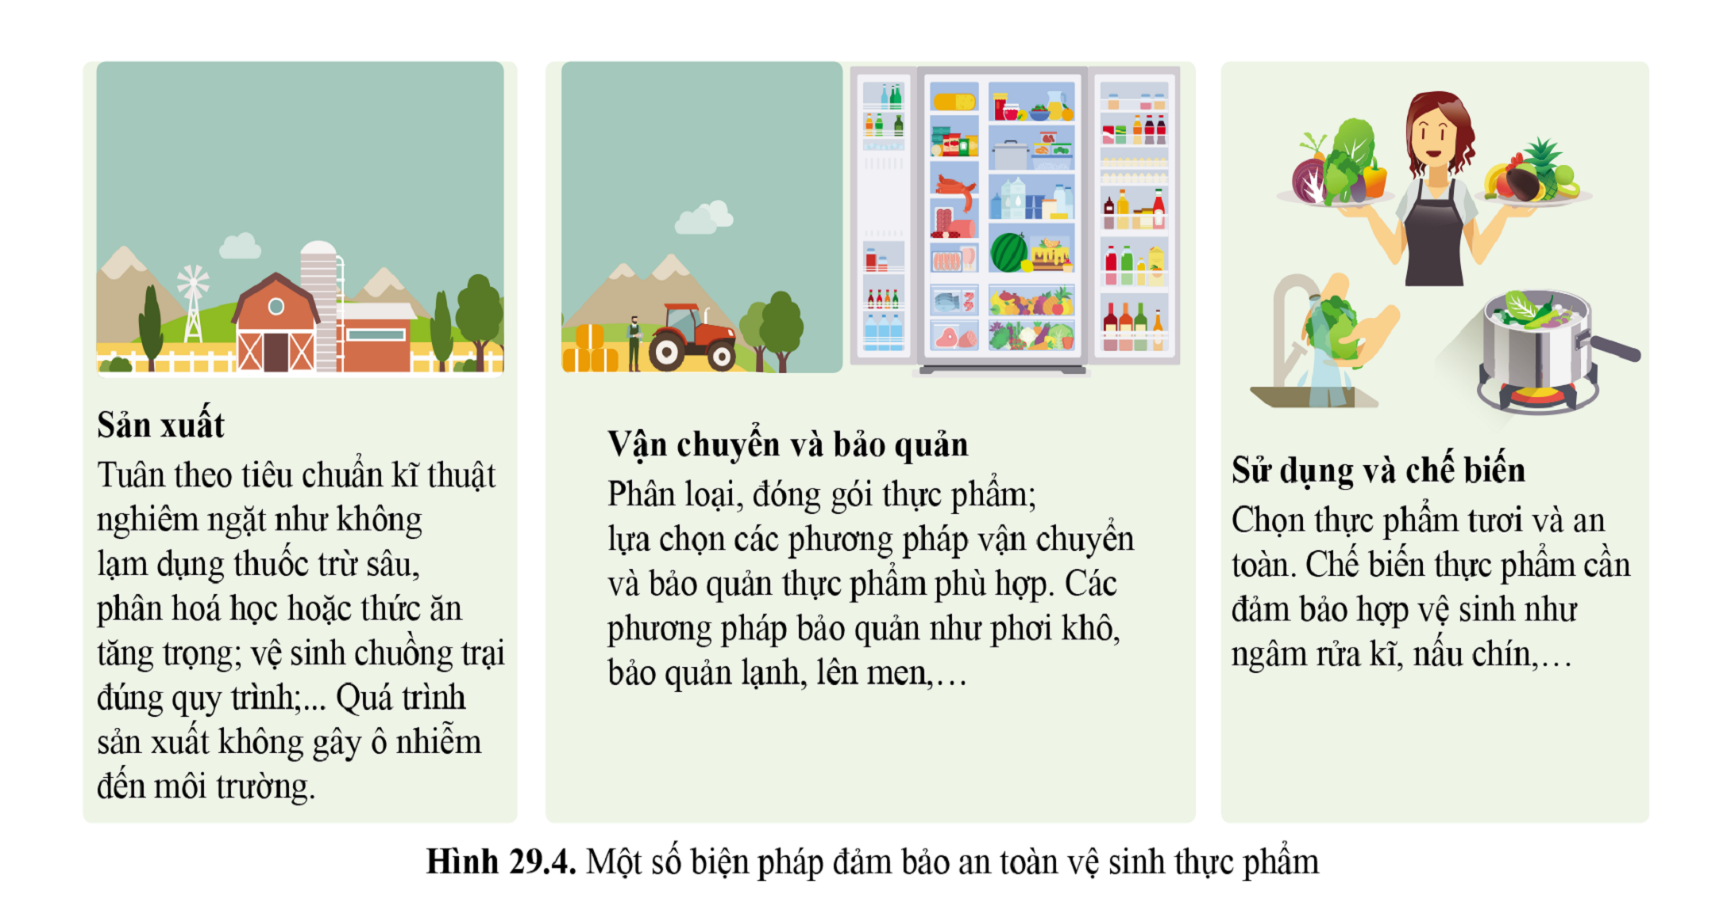 Sản xuất
Tuân theo tiêu chuẩn kĩ thuật
nghiêm ngặt như không
lạm dụng thuốc trừ sâu,
phân hoá học hoặc thức ăn
tăng trọng; vệ sinh chuồng trại
đúng quy trình;... Quá trình
sản xuất không gây ô nhiễm
đến môi trường.
Vận chuyển và bảo quản
Phân loại, đóng gói thực phẩm;
lựa chọn các phương pháp vận chuyển
và bảo quản thực phẩm phù hợp. Các
phương pháp bảo quản như phơi khô,
bảo quản lạnh, lên men,...
Sử dụng và chế biến
Chọn thực phẩm tươi và an
toàn. Chế biến thực phẩm cần
đảm bảo hợp vệ sinh như
ngâm rửa kĩ, nấu chín,...
Hình 29.4. Một số biện pháp đảm bảo an toàn vệ sinh thực phẩm